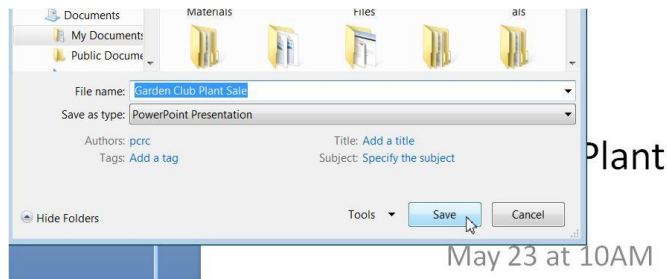 Documents
Materials Files als
My Documents
Public Docume
File name: Garden Club Plant Sale
Save as type: PowerPoint Presentation
Authors: pcrc Title: Add a title
Tags: Add a tag Subject: Specify the subject
Plant
Hide Folders Tools Save Cancel
May 23 at 10AM